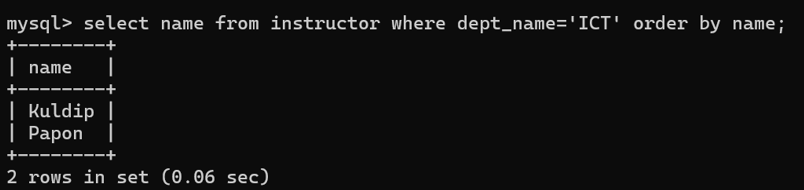 mysql> select name from instructor where dept_name='ICT' order by name;
+--------+
| name   |
+--------+
| Kuldip |
| Papon  |
+--------+
2 rows in set (0.06 sec)